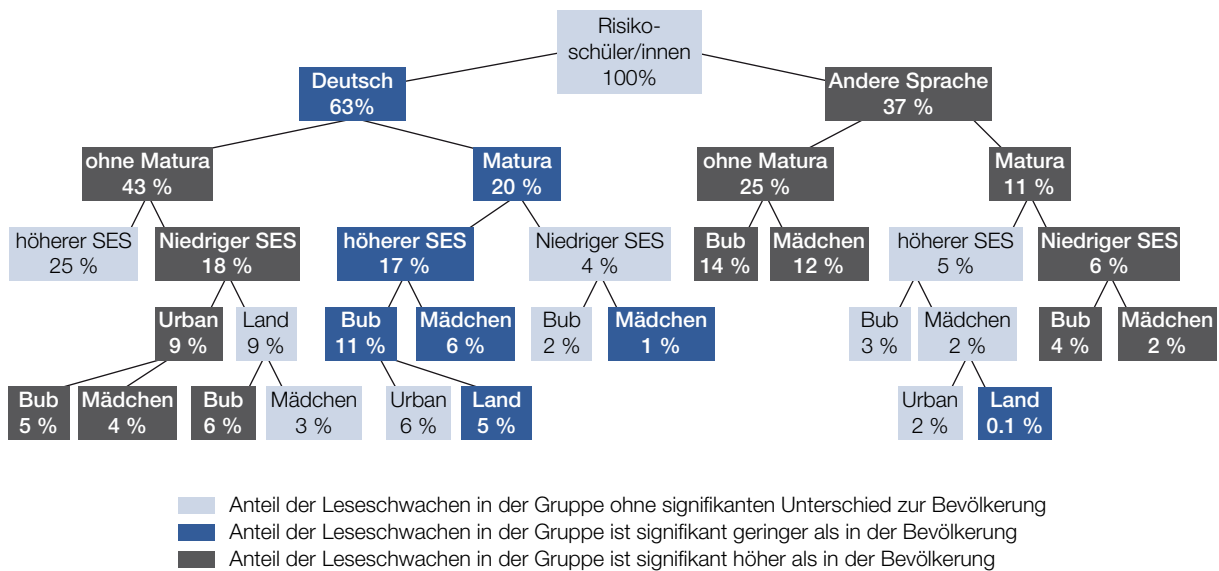 Risiko-
schüler/innen
100%
Deutsch
63%
Andere Sprache
37 %
ohne Matura
43 %
Matura
20 %
ohne Matura
25 %
Matura
11 %
höherer SES
25 %
Niedriger SES
18 %
höherer SES
17 %
Niedriger SES
4 %
Bub
14 %
Mädchen
12 %
höherer SES
5 %
Niedriger SES
6 %
Urban
9 %
Land
9 %
Bub
11 %
Mädchen
6 %
Bub
2 %
Mädchen
1 %
Bub
3 %
Mädchen
2 %
Bub
4 %
Mädchen
2 %
Bub
5 %
Mädchen
4 %
Bub
6 %
Mädchen
3 %
Urban
6 %
Land
5 %
Urban
2 %
Land
0.1 %
Anteil der Leseschwachen in der Gruppe ohne signifikanten Unterschied zur Bevölkerung
Anteil der Leseschwachen in der Gruppe ist signifikant geringer als in der Bevölkerung
Anteil der Leseschwachen in der Gruppe ist signifikant höher als in der Bevölkerung